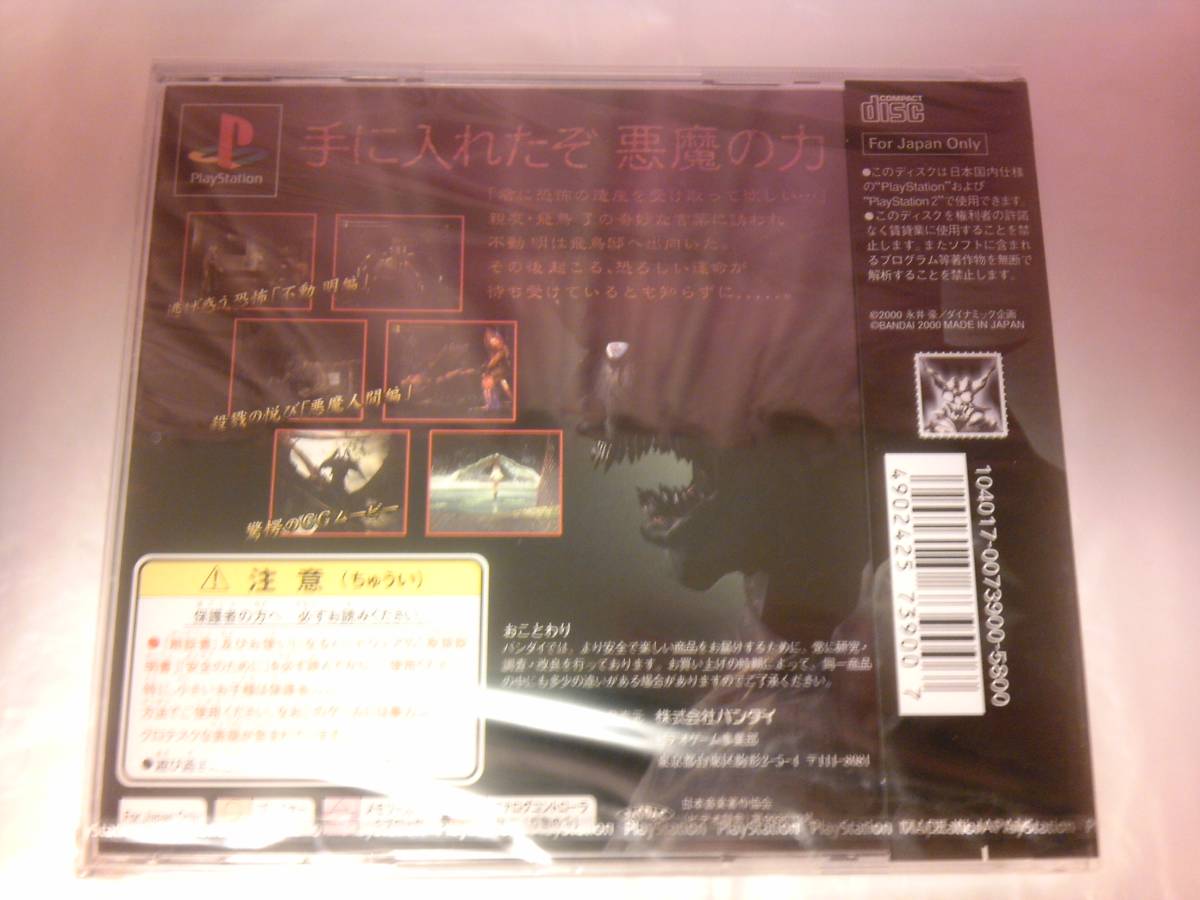 PlayStation
手に入れたぞ 悪魔の力
「君に恐怖の遺産を受け取って欲しい…」
親友・飛鳥 了の奇妙な言葉に誘われ、
不動 明は飛鳥邸へ出向いた。
その後 起こる、恐るしい運命が
待ち受けているとも知らずに......。
逃げ惑え恐怖「不動 明編」
殺戮の悦び「悪魔人間編」
驚愕のCGムービー
注 意 (ちゅうい)
保護者の方へ 必ずお読みください。
おことわり
バンダイでは、より安全で楽しい商品をお届けするために、常に研究・
調査・改良を行っております。お買い上げの時期によって、同一商品
の中にも多少の違いがある場合がありますのでご了承ください。
株式会社バンダイ
東京都台東区駒形2-5-4 〒111-8081
For Japan Only
PlayStation PlayStation PlayStation PlayStation
COMPACT
disc
For Japan Only
●このディスクは日本国内仕様
の"PlayStation"および
"PlayStation 2"で使用できます。
●このディスクを権利者の許諾
なく賃貸業に使用することを禁
止します。またソフトに含まれ
るプログラム等著作物を無断で
解析することを禁止します。
©2000 永井 豪/ダイナミック企画
©BANDAI 2000 MADE IN JAPAN
104017-0073900-5800
4902425739007